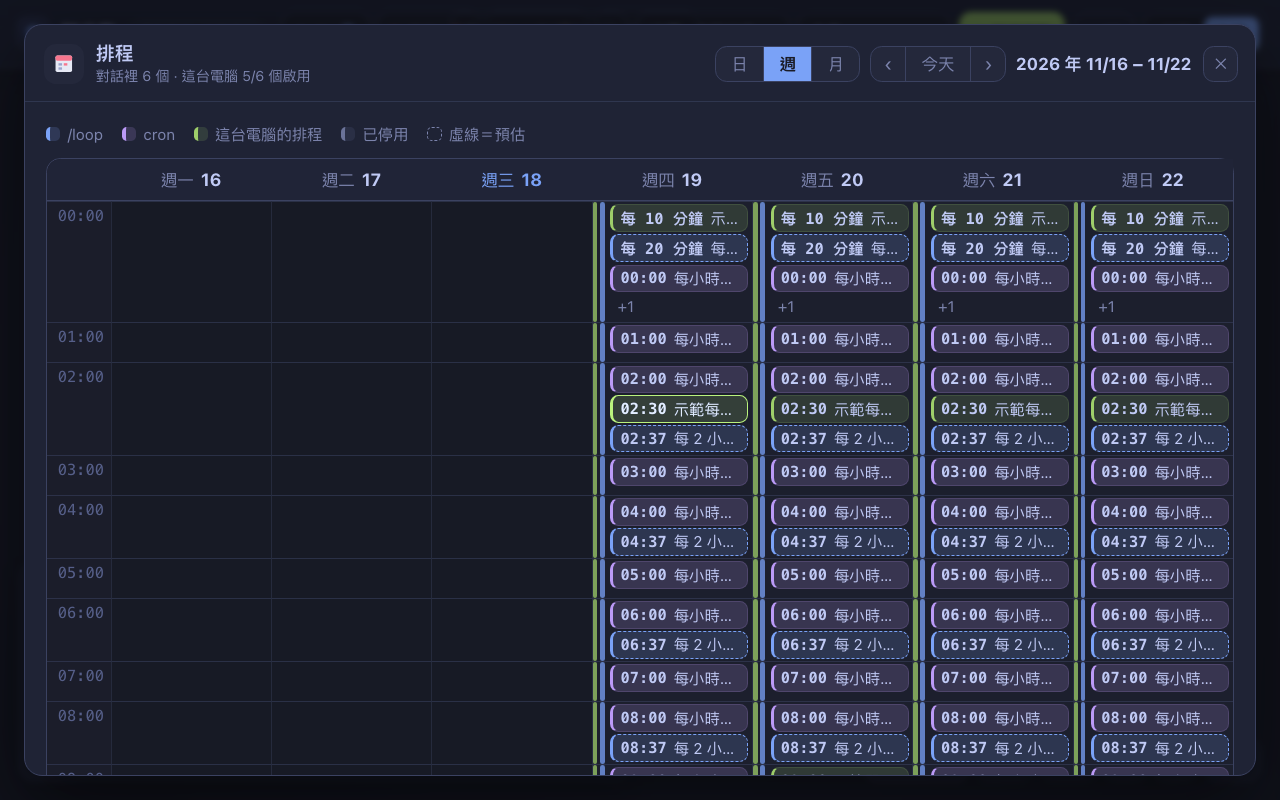 排程
對話裡 6 個 · 這台電腦 5/6 個啟用
日 週 月 ‹ 今天 › 2026 年 11/16 – 11/22 ×
/loop cron 這台電腦的排程 已停用 虛線＝預估
週一 16 週二 17 週三 18 週四 19 週五 20 週六 21 週日 22
00:00 每 10 分鐘 示… 每 10 分鐘 示… 每 10 分鐘 示… 每 10 分鐘 示…
每 20 分鐘 每… 每 20 分鐘 每… 每 20 分鐘 每… 每 20 分鐘 每…
00:00 每小時… 00:00 每小時… 00:00 每小時… 00:00 每小時…
+1 +1 +1 +1
01:00 01:00 每小時… 01:00 每小時… 01:00 每小時… 01:00 每小時…
02:00 02:00 每小時… 02:00 每小時… 02:00 每小時… 02:00 每小時…
02:30 示範每… 02:30 示範每… 02:30 示範每… 02:30 示範每…
02:37 每 2 小… 02:37 每 2 小… 02:37 每 2 小… 02:37 每 2 小…
03:00 03:00 每小時… 03:00 每小時… 03:00 每小時… 03:00 每小時…
04:00 04:00 每小時… 04:00 每小時… 04:00 每小時… 04:00 每小時…
04:37 每 2 小… 04:37 每 2 小… 04:37 每 2 小… 04:37 每 2 小…
05:00 05:00 每小時… 05:00 每小時… 05:00 每小時… 05:00 每小時…
06:00 06:00 每小時… 06:00 每小時… 06:00 每小時… 06:00 每小時…
06:37 每 2 小… 06:37 每 2 小… 06:37 每 2 小… 06:37 每 2 小…
07:00 07:00 每小時… 07:00 每小時… 07:00 每小時… 07:00 每小時…
08:00 08:00 每小時… 08:00 每小時… 08:00 每小時… 08:00 每小時…
08:37 每 2 小… 08:37 每 2 小… 08:37 每 2 小… 08:37 每 2 小…